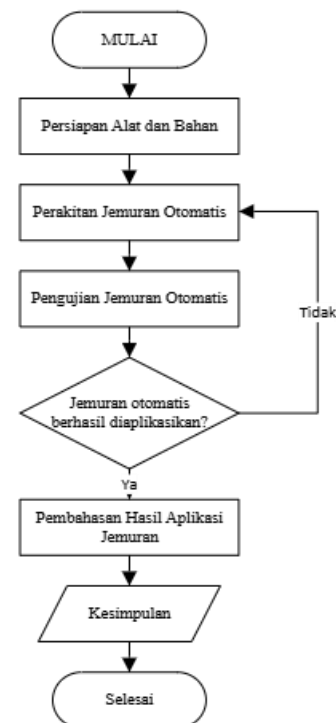 MULAI
Persiapan Alat dan Bahan
Perakitan Jemuran Otomatis
Pengujian Jemuran Otomatis
Tidak
Jemuran otomatis
berhasil diaplikasikan?
Ya
Pembahasan Hasil Aplikasi
Jemuran
Kesimpulan
Selesai